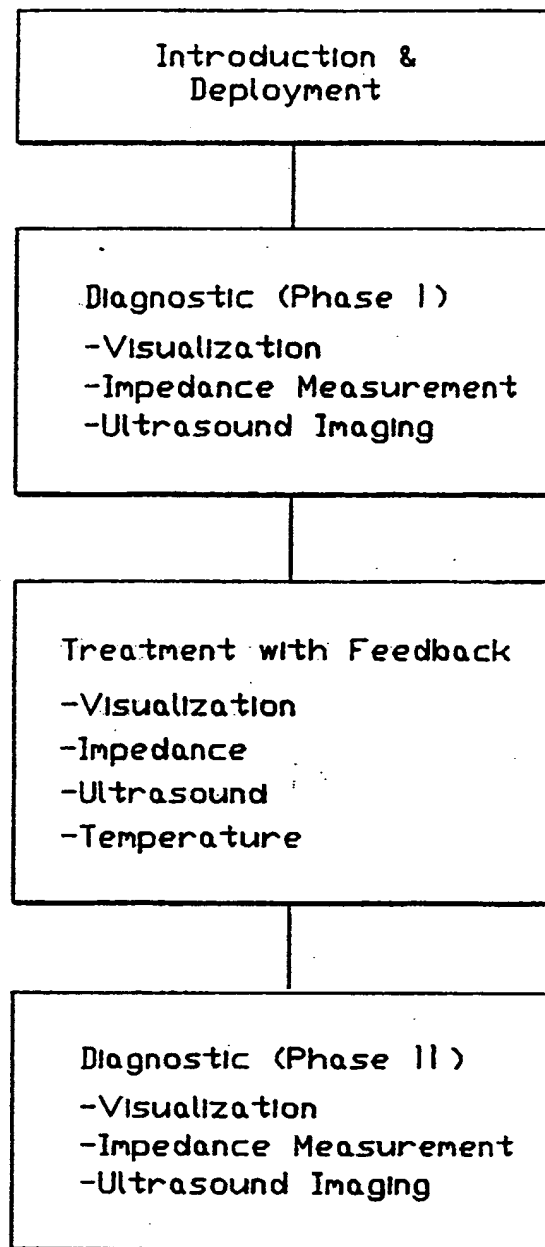 Introduction &
Deployment
Diagnostic (Phase I)
-Visualization
-Impedance Measurement
-Ultrasound Imaging
Treatment with Feedback
-Visualization
-Impedance
-Ultrasound
-Temperature
Diagnostic (Phase II)
-Visualization
-Impedance Measurement
-Ultrasound Imaging